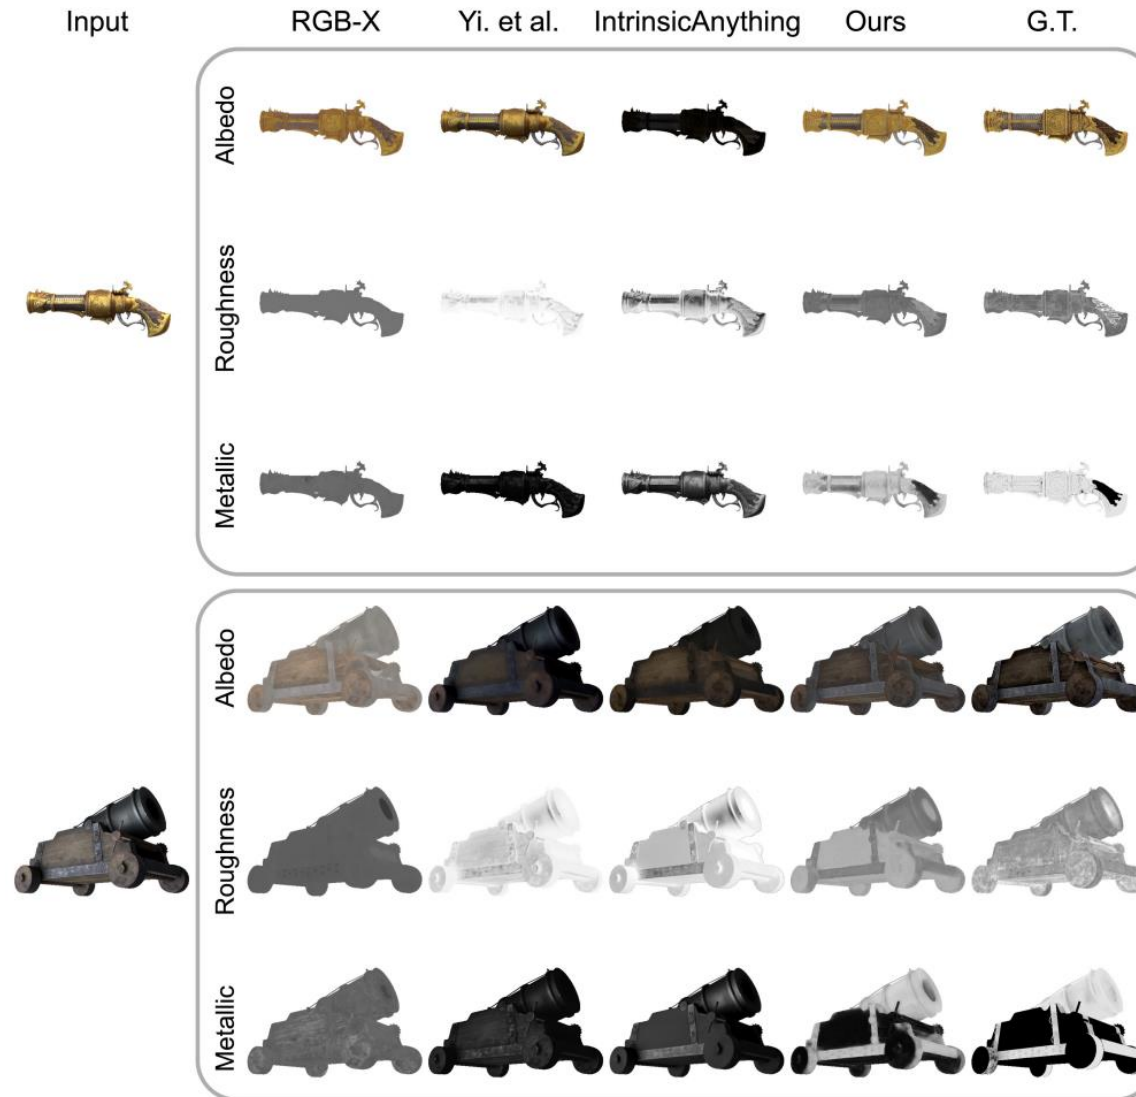 Input RGB-X Yi. et al. IntrinsicAnything Ours G.T.
Albedo
Roughness
Metallic
Albedo
Roughness
Metallic